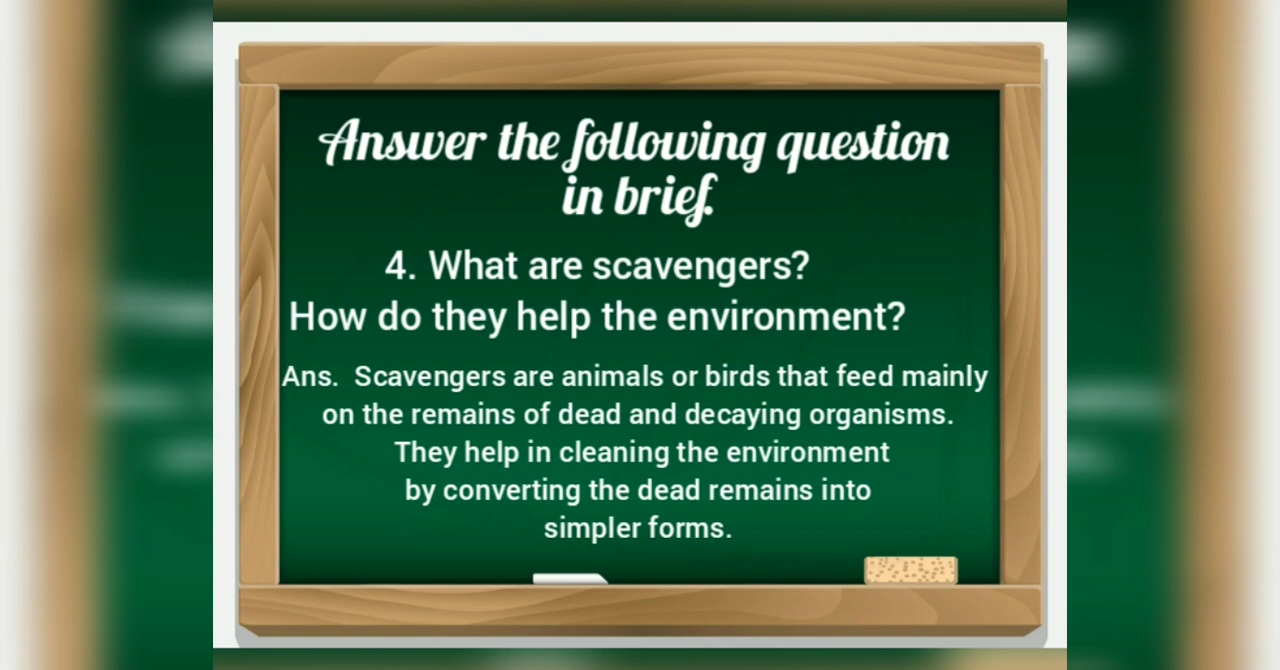 Answer the following question
in brief.
4. What are scavengers?
How do they help the environment?
Ans. Scavengers are animals or birds that feed mainly
on the remains of dead and decaying organisms.
They help in cleaning the environment
by converting the dead remains into
simpler forms.